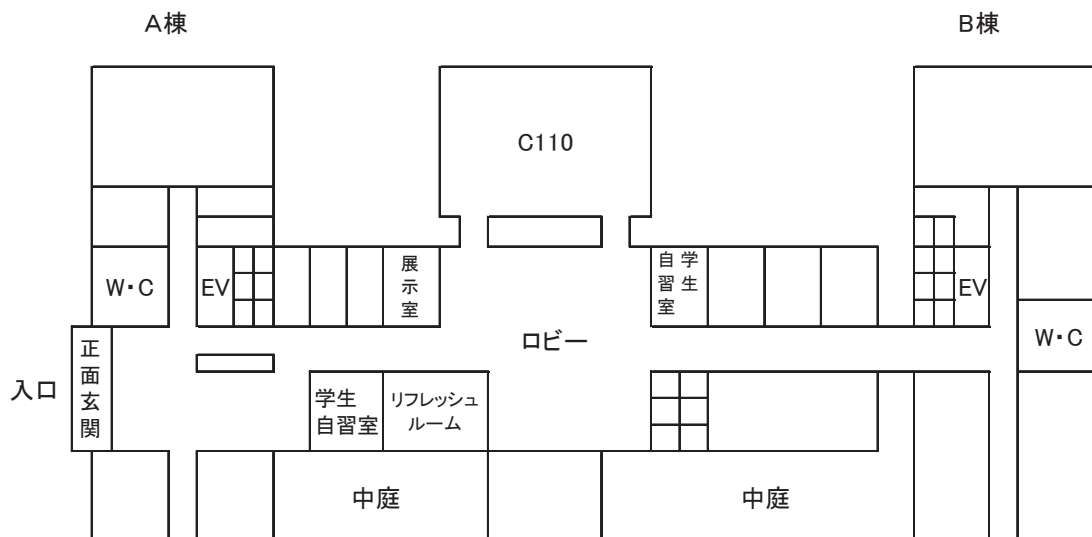 A棟
B棟
C110
展示室
学生
自習室
W・C
EV
EV
正面玄関
入口
ロビー
W・C
学生
自習室
リフレッシュ
ルーム
中庭
中庭